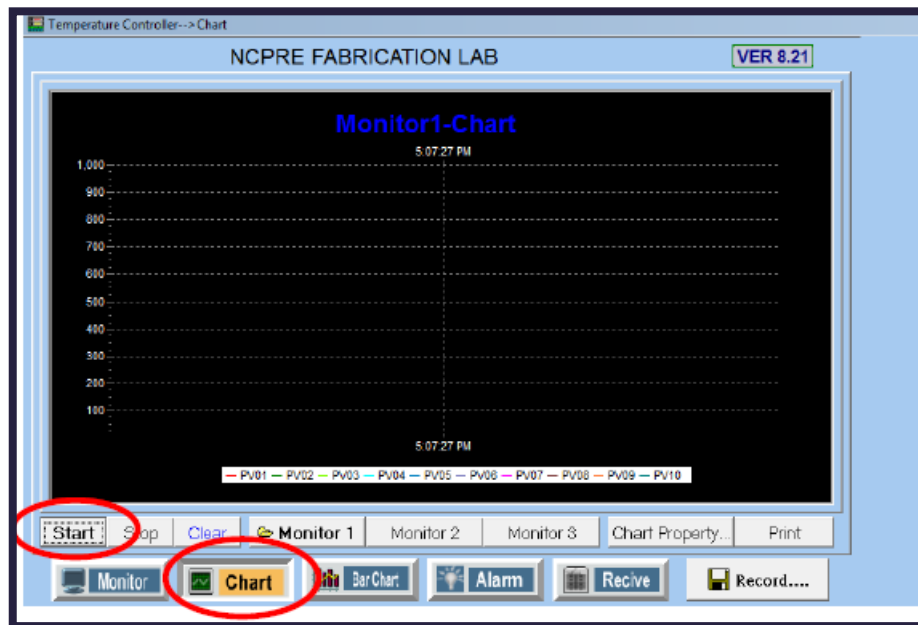 Temperature Controller-->Chart
NCPRE FABRICATION LAB
VER 8.21
Monitor1-Chart
5:07:27 PM
1,000
900
800
700
600
500
400
300
200
100
5:07:27 PM
PV01 PV02 PV03 PV04 PV05 PV06 PV07 PV08 PV09 PV10
Start Stop Clear Monitor 1 Monitor 2 Monitor 3 Chart Property... Print
Monitor Chart Bar Chart Alarm Recive Record....